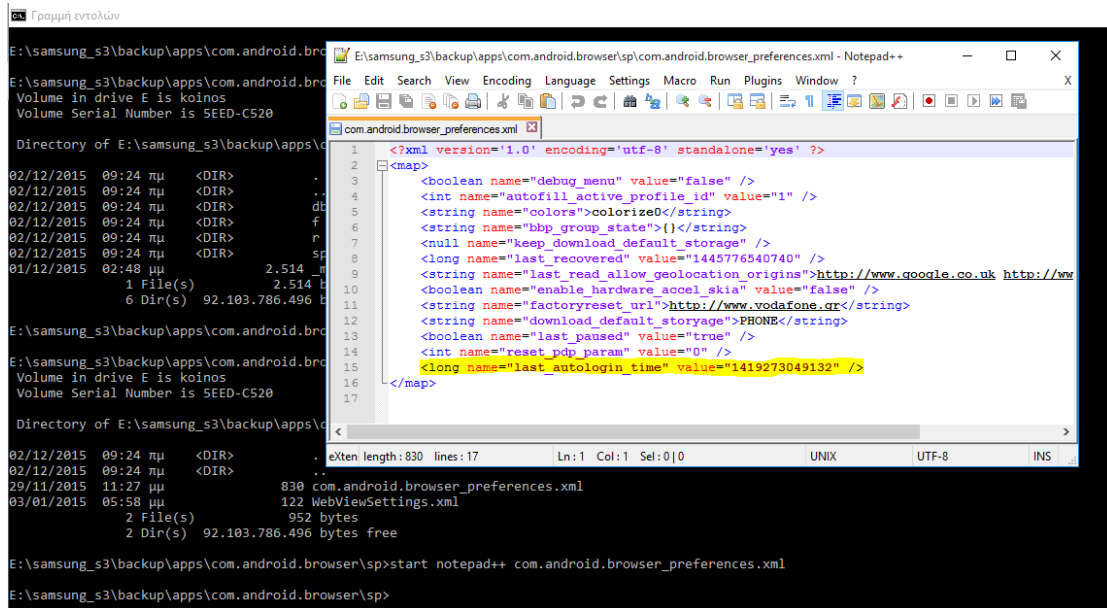 Γραμμή εντολών
E:\samsung_s3\backup\apps\com.android.bro
E:\samsung_s3\backup\apps\com.android.bro
Volume in drive E is koinos
Volume Serial Number is 5EED-C520
Directory of E:\samsung_s3\backup\apps\c
02/12/2015 09:24 πμ <DIR> .
02/12/2015 09:24 πμ <DIR> ..
02/12/2015 09:24 πμ <DIR> db
02/12/2015 09:24 πμ <DIR> f
02/12/2015 09:24 πμ <DIR> r
02/12/2015 09:24 πμ <DIR> sp
01/12/2015 02:48 μμ 2.514 _m
1 File(s) 2.514 b
6 Dir(s) 92.103.786.496 b
E:\samsung_s3\backup\apps\com.android.bro
E:\samsung_s3\backup\apps\com.android.bro
Volume in drive E is koinos
Volume Serial Number is 5EED-C520
Directory of E:\samsung_s3\backup\apps\c
02/12/2015 09:24 πμ <DIR> .
02/12/2015 09:24 πμ <DIR> ..
29/11/2015 11:27 μμ 830 com.android.browser_preferences.xml
03/01/2015 05:58 μμ 122 WebViewSettings.xml
2 File(s) 952 bytes
2 Dir(s) 92.103.786.496 bytes free
E:\samsung_s3\backup\apps\com.android.browser\sp>start notepad++ com.android.browser_preferences.xml
E:\samsung_s3\backup\apps\com.android.browser\sp>
E:\samsung_s3\backup\apps\com.android.browser\sp\com.android.browser_preferences.xml - Notepad++
File Edit Search View Encoding Language Settings Macro Run Plugins Window ? X
com.android.browser_preferences.xml
1 <?xml version='1.0' encoding='utf-8' standalone='yes' ?>
2 <map>
3 <boolean name="debug_menu" value="false" />
4 <int name="autofill_active_profile_id" value="1" />
5 <string name="colors">colorize0</string>
6 <string name="bbp_group_state">{}</string>
7 <null name="keep_download_default_storage" />
8 <long name="last_recovered" value="1445776540740" />
9 <string name="last_read_allow_geolocation_origins">http://www.google.co.uk http://ww
10 <boolean name="enable_hardware_accel_skia" value="false" />
11 <string name="factoryreset_url">http://www.vodafone.gr</string>
12 <string name="download_default_storyage">PHONE</string>
13 <boolean name="last_paused" value="true" />
14 <int name="reset_pdp_param" value="0" />
15 <long name="last_autologin_time" value="1419273049132" />
16 </map>
17
eXten length : 830 lines : 17 Ln : 1 Col : 1 Sel : 0 | 0 UNIX UTF-8 INS